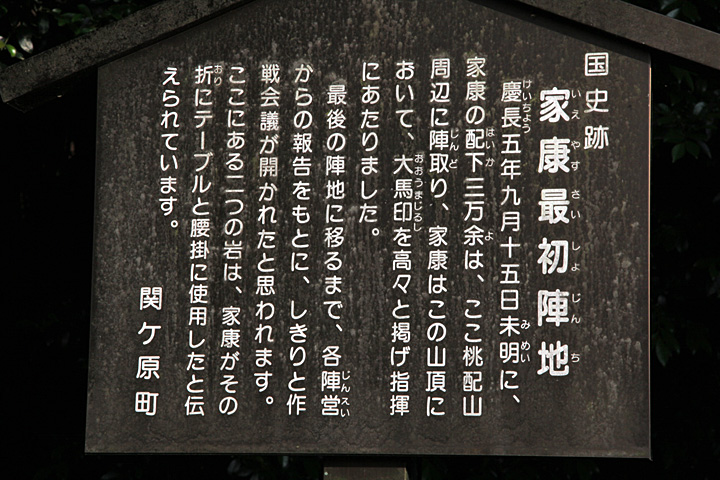 国史跡
家康最初陣地
慶長五年九月十五日未明に、
家康の配下三万余は、ここ桃配山
周辺に陣取り、家康はこの山頂に
おいて、大馬印を高々と掲げ指揮
にあたりました。
最後の陣地に移るまで、各陣営
からの報告をもとに、しきりと作
戦会議が開かれたと思われます。
ここにある二つの岩は、家康がその
折にテーブルと腰掛に使用したと伝
えられています。
関ケ原町